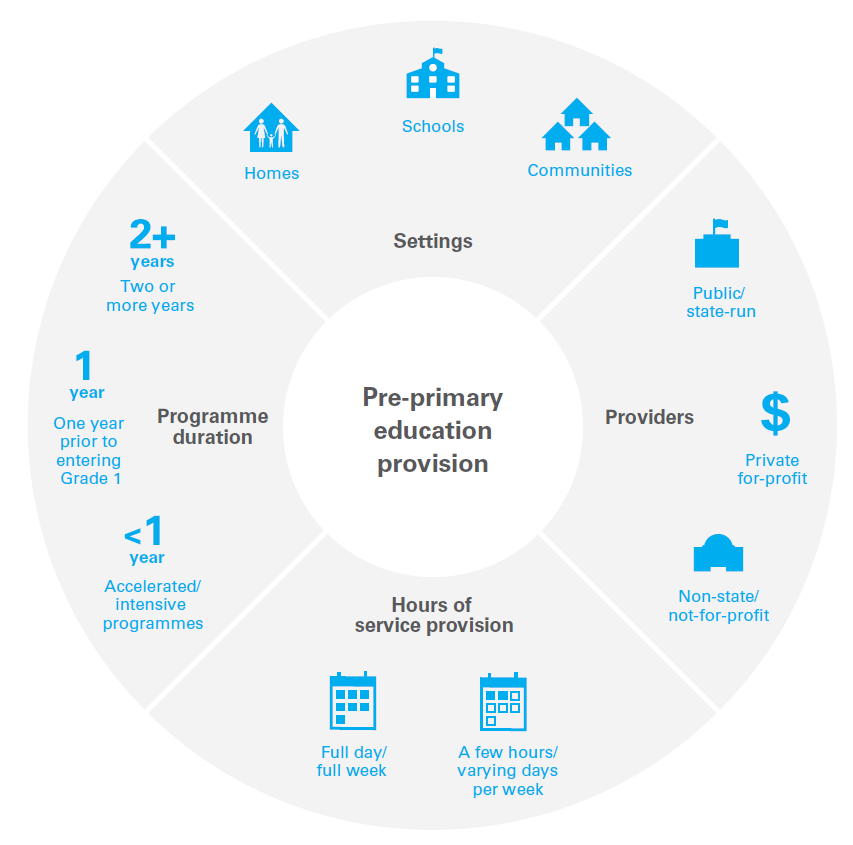 Schools
Homes
Communities
Settings
2+
years
Two or
more years
1
year
One year
prior to
entering
Grade 1
Programme
duration
<1
year
Accelerated/
intensive
programmes
Pre-primary
education
provision
Providers
Public/
state-run
$
Private
for-profit
Non-state/
not-for-profit
Hours of
service provision
Full day/
full week
A few hours/
varying days
per week